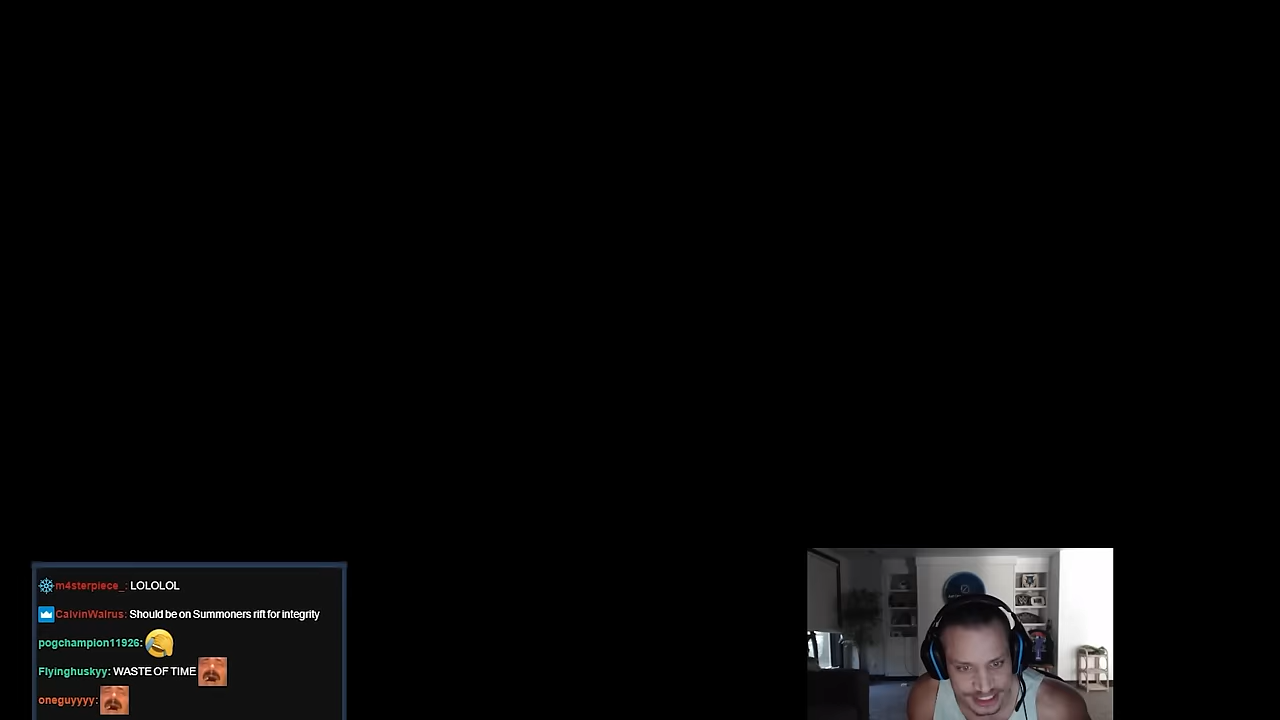 m4sterpiece_: LOLOLOL
CalvinWalrus: Should be on Summoners rift for integrity
pogchampion11926:
Flyinghuskyy: WASTE OF TIME
oneguyyyy: